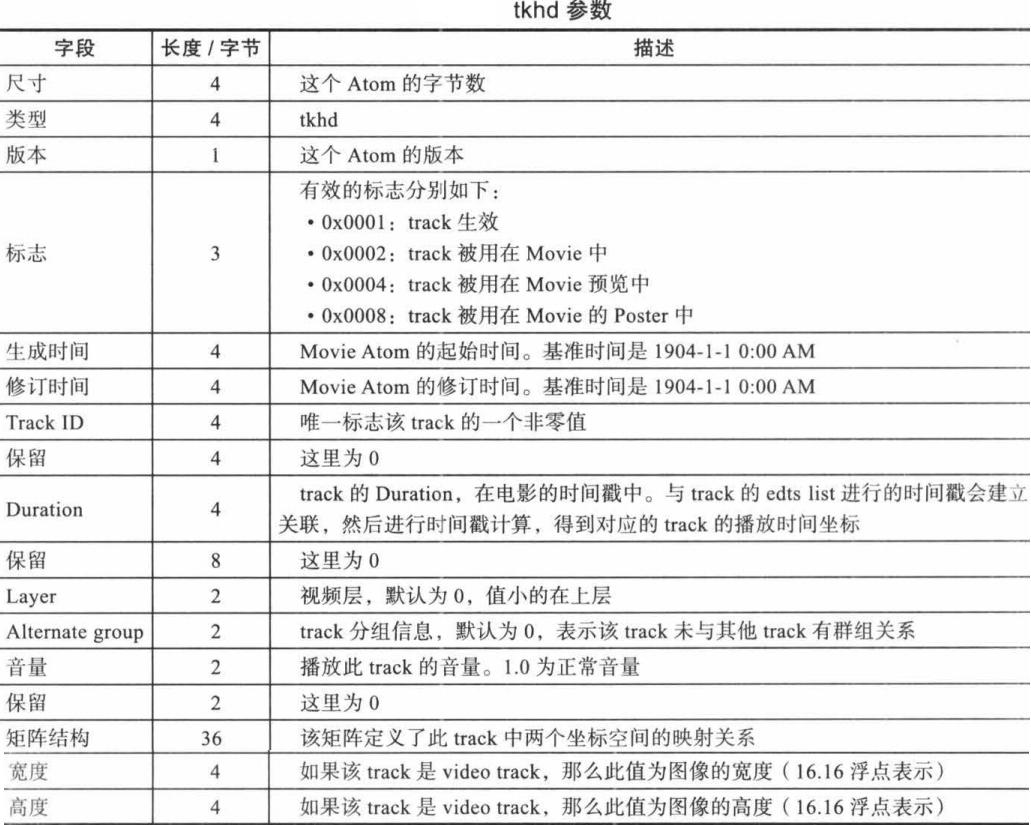 tkhd 参数
字段 长度 / 字节 描述
尺寸 4 这个 Atom 的字节数
类型 4 tkhd
版本 1 这个 Atom 的版本
有效的标志分别如下：
• 0x0001：track 生效
• 0x0002：track 被用在 Movie 中
标志 3
• 0x0004：track 被用在 Movie 预览中
• 0x0008：track 被用在 Movie 的 Poster 中
生成时间 4 Movie Atom 的起始时间。基准时间是 1904-1-1 0:00 AM
修订时间 4 Movie Atom 的修订时间。基准时间是 1904-1-1 0:00 AM
Track ID 4 唯一标志该 track 的一个非零值
保留 4 这里为 0
Duration 4 track 的 Duration，在电影的时间戳中。与 track 的 edts list 进行的时间戳会建立
关联，然后进行时间戳计算，得到对应的 track 的播放时间坐标
保留 8 这里为 0
Layer 2 视频层，默认为 0，值小的在上层
Alternate group 2 track 分组信息，默认为 0，表示该 track 未与其他 track 有群组关系
音量 2 播放此 track 的音量。1.0 为正常音量
保留 2 这里为 0
矩阵结构 36 该矩阵定义了此 track 中两个坐标空间的映射关系
宽度 4 如果该 track 是 video track，那么此值为图像的宽度（16.16 浮点表示）
高度 4 如果该 track 是 video track，那么此值为图像的高度（16.16 浮点表示）